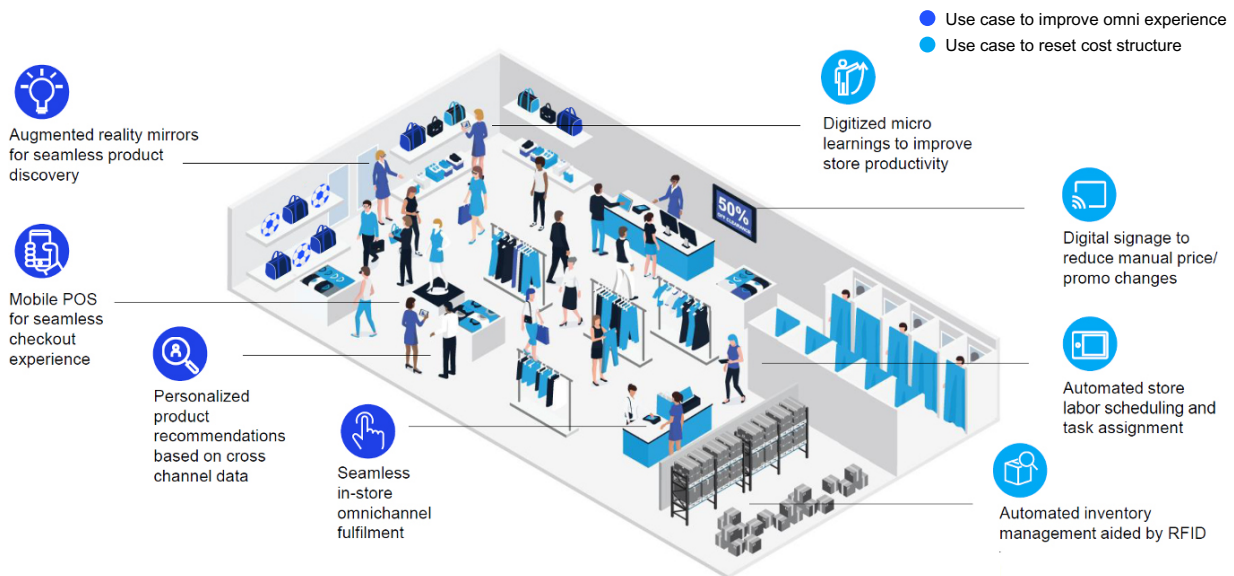 Use case to improve omni experience
Use case to reset cost structure
Augmented reality mirrors
for seamless product
discovery
Digitized micro
learnings to improve
store productivity
50%
OFF CLEARANCE
Digital signage to
reduce manual price/
promo changes
Mobile POS
for seamless
checkout
experience
Personalized
product
recommendations
based on cross
channel data
Seamless
in-store
omnichannel
fulfilment
Automated store
labor scheduling and
task assignment
Automated inventory
management aided by RFID